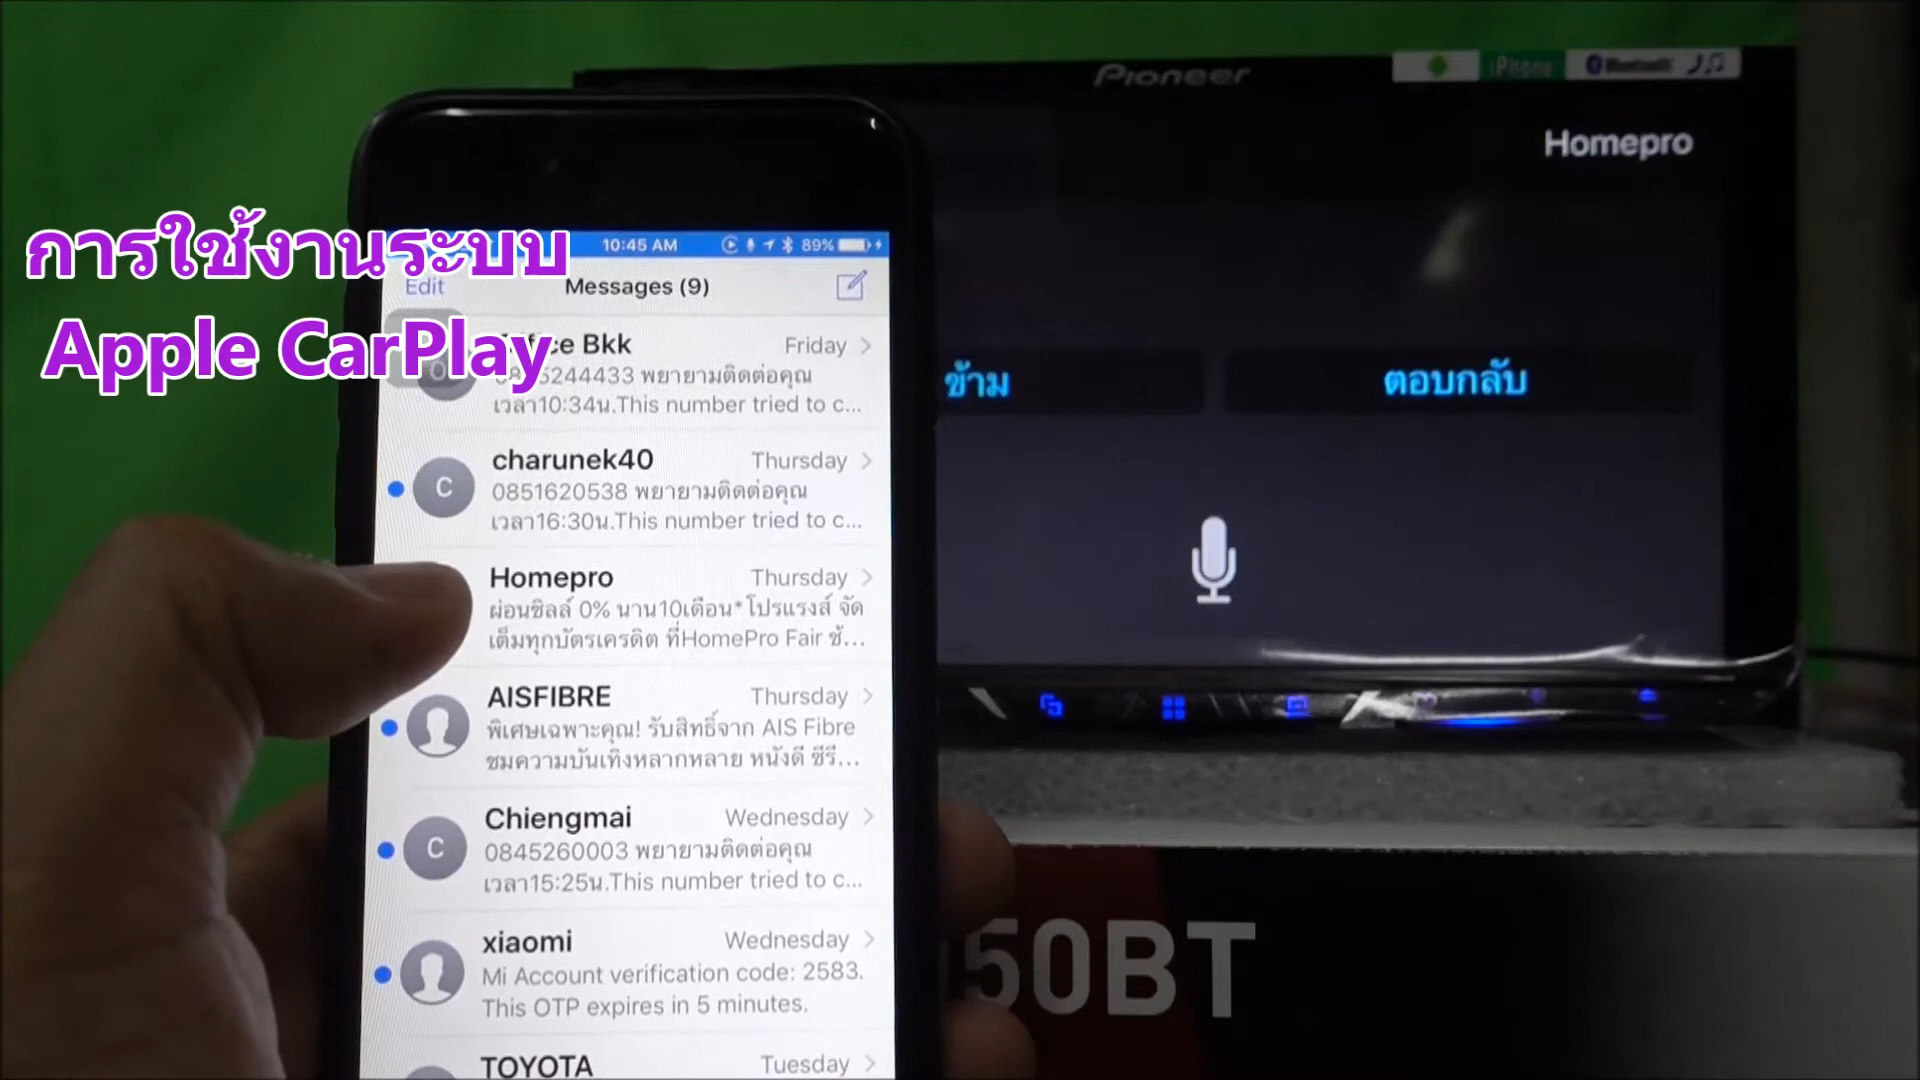 Pioneer
iPhone
Bluetooth
Homepro
การใช้งานระบบ
Apple CarPlay
10:45 AM
89%
Edit
Messages (9)
Bkk
Friday
5244433 พยายามติดต่อคุณ
เวลา10:34น.This number tried to c...
charunek40
Thursday
0851620538 พยายามติดต่อคุณ
เวลา16:30น.This number tried to c...
C
Homepro
Thursday
ผ่อนซิลล์ 0% นาน10เดือน*โปรแรงส์ จัด
เต็มทุกบัตรเครดิต ที่HomePro Fair ช้...
AISFIBRE
Thursday
พิเศษเฉพาะคุณ! รับสิทธิ์จาก AIS Fibre
ชมความบันเทิงหลากหลาย หนังดี ซีรี...
Chiengmai
Wednesday
0845260003 พยายามติดต่อคุณ
เวลา15:25น.This number tried to c...
C
xiaomi
Wednesday
Mi Account verification code: 2583.
This OTP expires in 5 minutes.
TOYOTA
Tuesday
ข้าม
ตอบกลับ
50BT